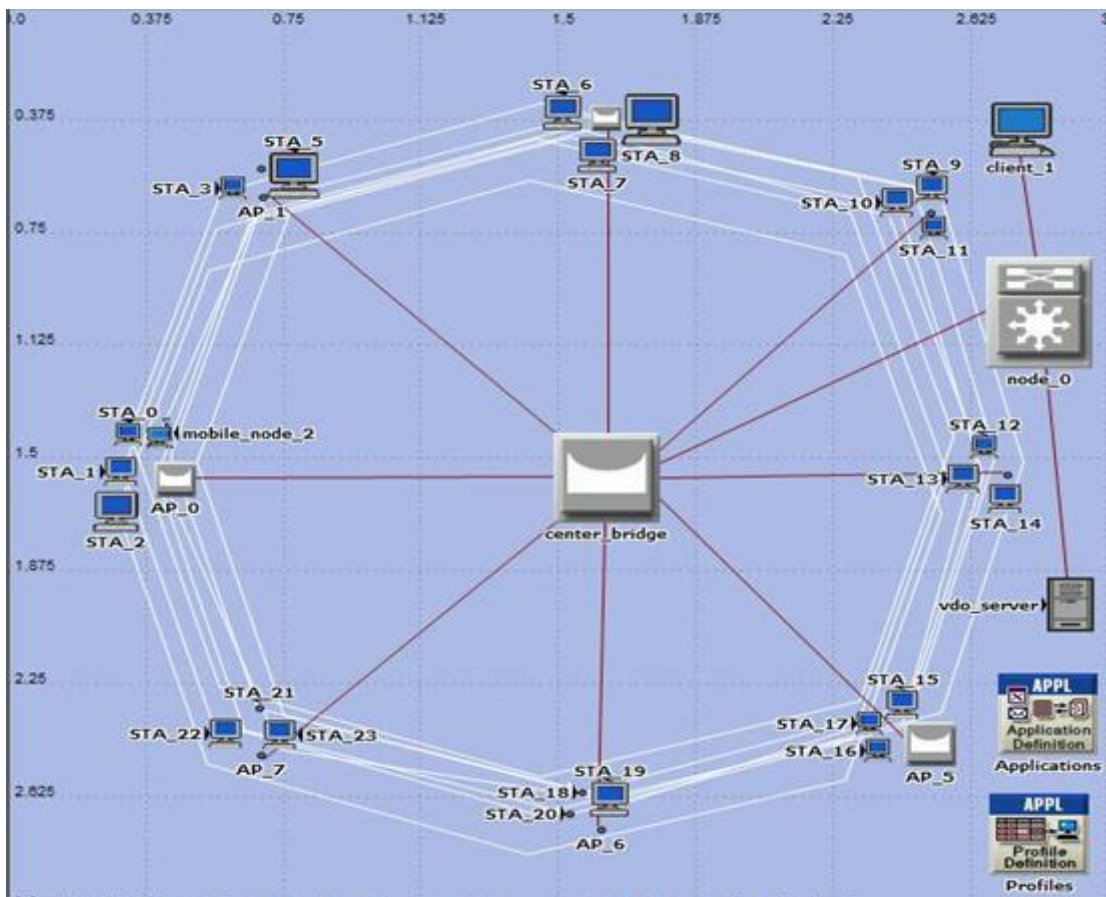 .0
0.375
0.75
1.125
1.5
1.875
2.25
2.625
3
0.375
STA_6
STA_8
STA_7
STA_5
STA_3
AP_1
STA_9
STA_10
STA_11
client_1
0.75
1.125
node_0
STA_0
mobile_node_2
1.5
STA_1
AP_0
STA_2
center_bridge
STA_12
STA_13
STA_14
1.875
vdo_server
2.25
STA_21
STA_22
STA_23
AP_7
STA_15
STA_17
STA_16
AP_5
STA_19
STA_18
STA_20
AP_6
2.625
APPL
Application
Definition
Applications
APPL
Profile
Definition
Profiles